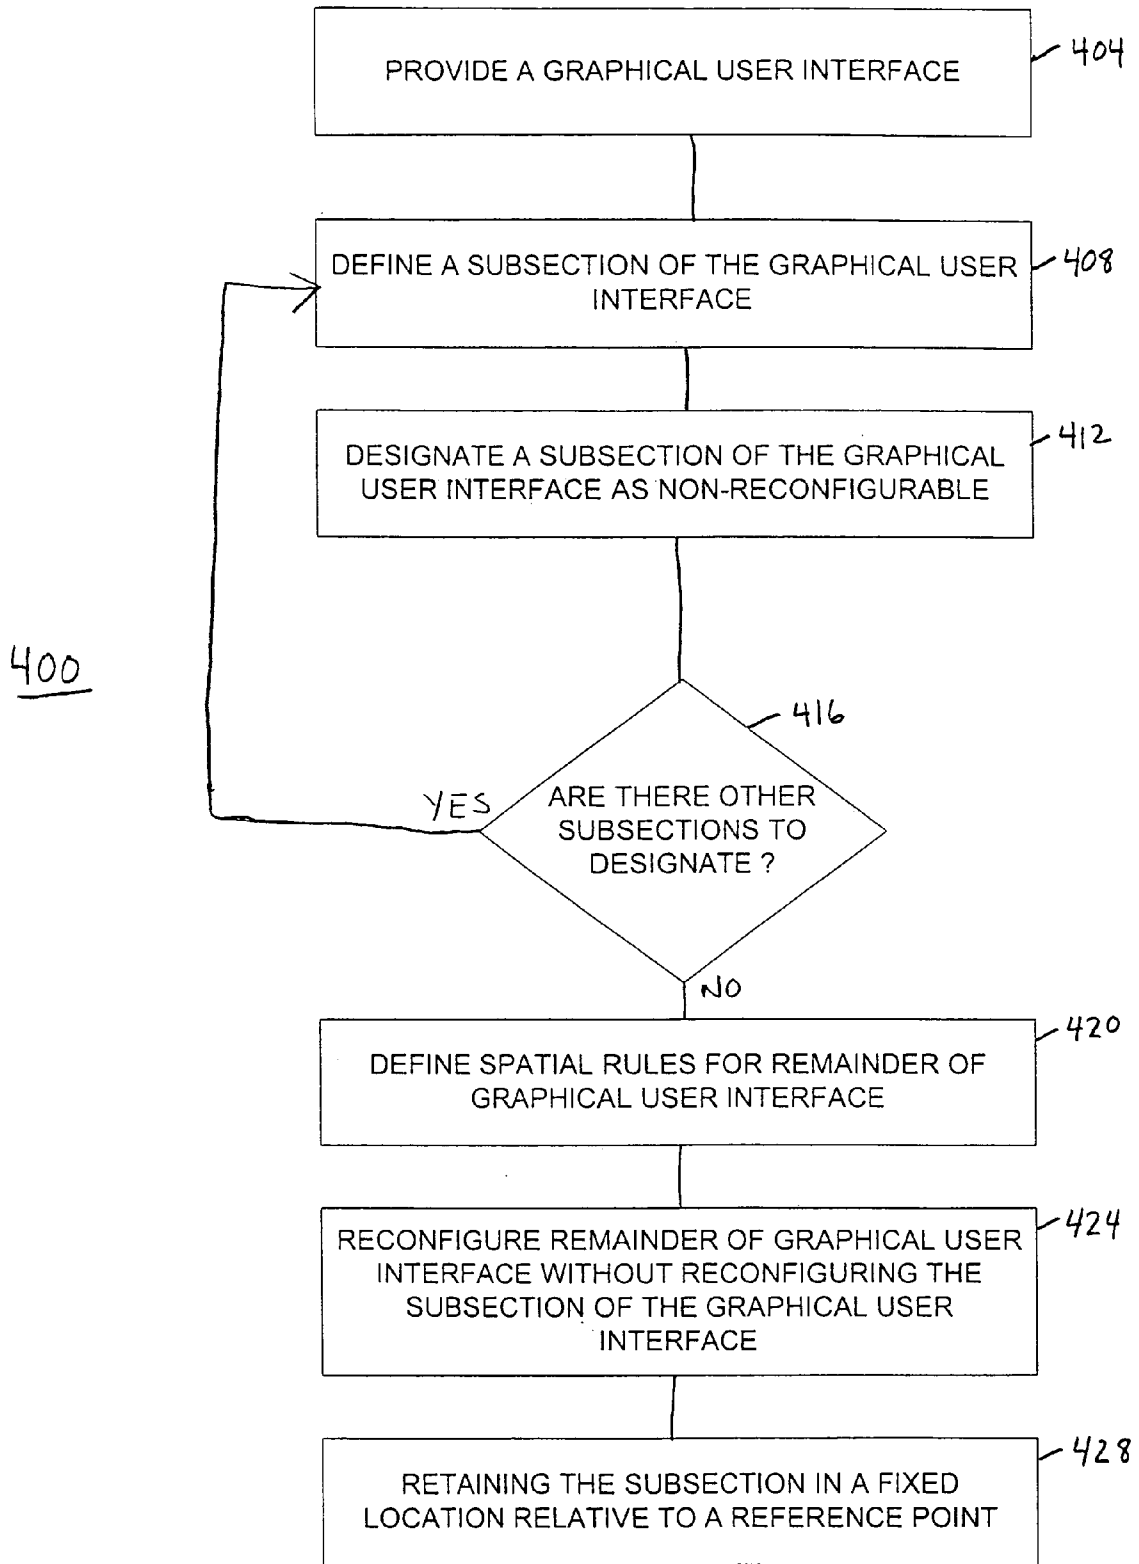 PROVIDE A GRAPHICAL USER INTERFACE
404
DEFINE A SUBSECTION OF THE GRAPHICAL USER
INTERFACE
408
DESIGNATE A SUBSECTION OF THE GRAPHICAL
USER INTERFACE AS NON-RECONFIGURABLE
412
400
416
YES
ARE THERE OTHER
SUBSECTIONS TO
DESIGNATE ?
NO
DEFINE SPATIAL RULES FOR REMAINDER OF
GRAPHICAL USER INTERFACE
420
RECONFIGURE REMAINDER OF GRAPHICAL USER
INTERFACE WITHOUT RECONFIGURING THE
SUBSECTION OF THE GRAPHICAL USER
INTERFACE
424
RETAINING THE SUBSECTION IN A FIXED
LOCATION RELATIVE TO A REFERENCE POINT
428